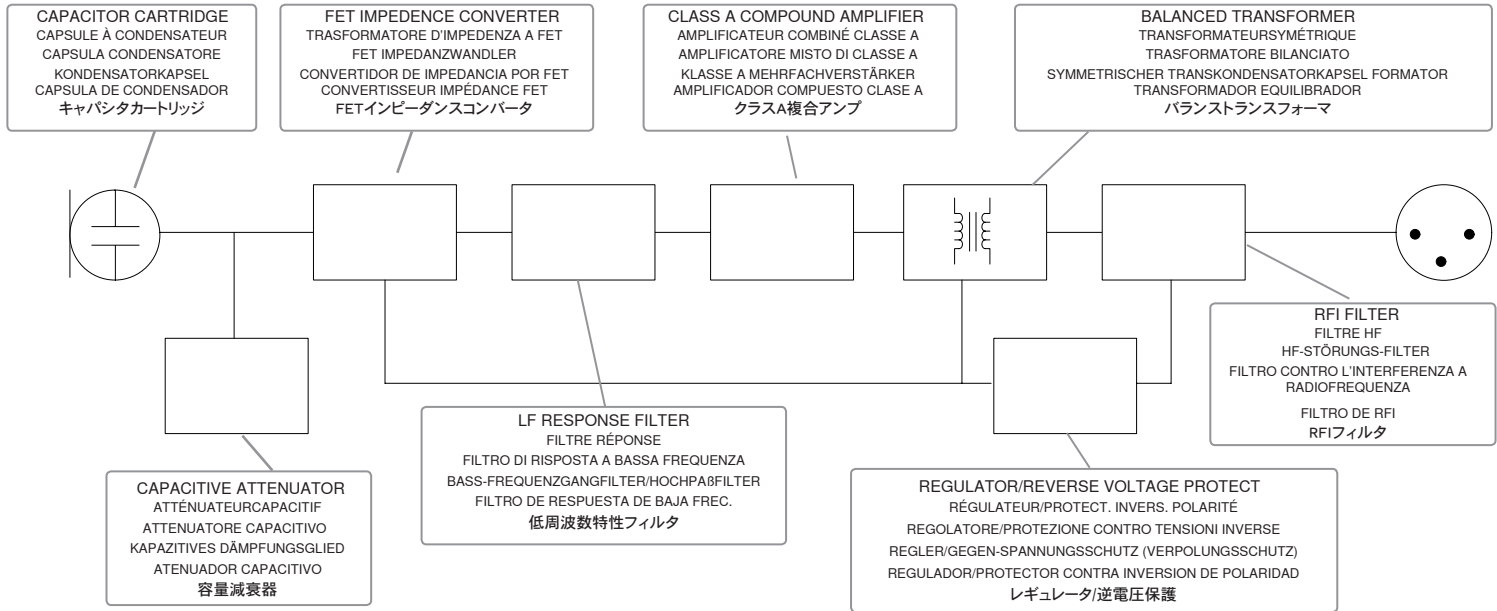 CAPACITOR CARTRIDGE
CAPSULE À CONDENSATEUR
CAPSULA CONDENSATORE
KONDENSATORKAPSEL
CAPSULA DE CONDENSADOR
キャパシタカートリッジ
FET IMPEDENCE CONVERTER
TRASFORMATORE D'IMPEDENZA A FET
FET IMPEDANZWANDLER
CONVERTIDOR DE IMPEDANCIA POR FET
CONVERTISSEUR IMPÉDANCE FET
FETインピーダンスコンバータ
CLASS A COMPOUND AMPLIFIER
AMPLIFICATEUR COMBINÉ CLASSE A
AMPLIFICATORE MISTO DI CLASSE A
KLASSE A MEHRFACHVERSTÄRKER
AMPLIFICADOR COMPUESTO CLASE A
クラスA複合アンプ
BALANCED TRANSFORMER
TRANSFORMATEURSYMÉTRIQUE
TRASFORMATORE BILANCIATO
SYMMETRISCHER TRANSKONDENSATORKAPSEL FORMATOR
TRANSFORMADOR EQUILIBRADOR
バランストランスフォーマ
RFI FILTER
FILTRE HF
HF-STÖRUNGS-FILTER
FILTRO CONTRO L'INTERFERENZA A
RADIOFREQUENZA
FILTRO DE RFI
RFIフィルタ
LF RESPONSE FILTER
FILTRE RÉPONSE
FILTRO DI RISPOSTA A BASSA FREQUENZA
BASS-FREQUENZGANGFILTER/HOCHPAßFILTER
FILTRO DE RESPUESTA DE BAJA FREC.
低周波数特性フィルタ
CAPACITIVE ATTENUATOR
ATTÉNUATEURCAPACITIF
ATTENUATORE CAPACITIVO
KAPAZITIVES DÄMPFUNGSGLIED
ATENUADOR CAPACITIVO
容量減衰器
REGULATOR/REVERSE VOLTAGE PROTECT
RÉGULATEUR/PROTECT. INVERS. POLARITÉ
REGOLATORE/PROTEZIONE CONTRO TENSIONI INVERSE
REGLER/GEGEN-SPANNUNGSSCHUTZ (VERPOLUNGSSCHUTZ)
REGULADOR/PROTECTOR CONTRA INVERSION DE POLARIDAD
レギュレータ/逆電圧保護